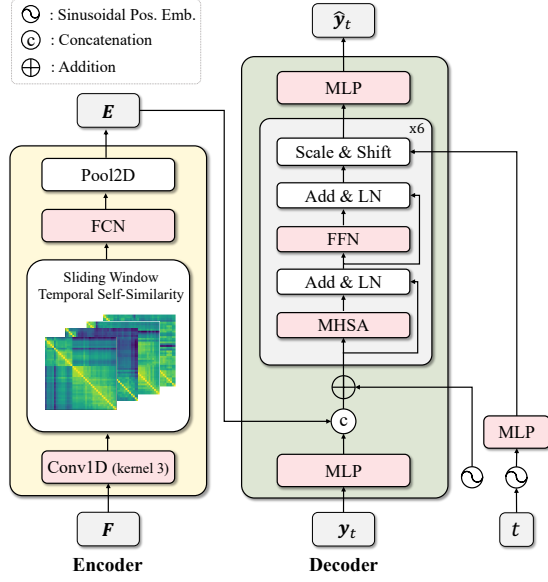 : Sinusoidal Pos. Emb.
c : Concatenation
: Addition
E
Pool2D
FCN
Sliding Window
Temporal Self-Similarity
Conv1D (kernel 3)
F
Encoder
ŷₜ
MLP
x6
Scale & Shift
Add & LN
FFN
Add & LN
MHSA
c
MLP
yₜ
Decoder
MLP
t